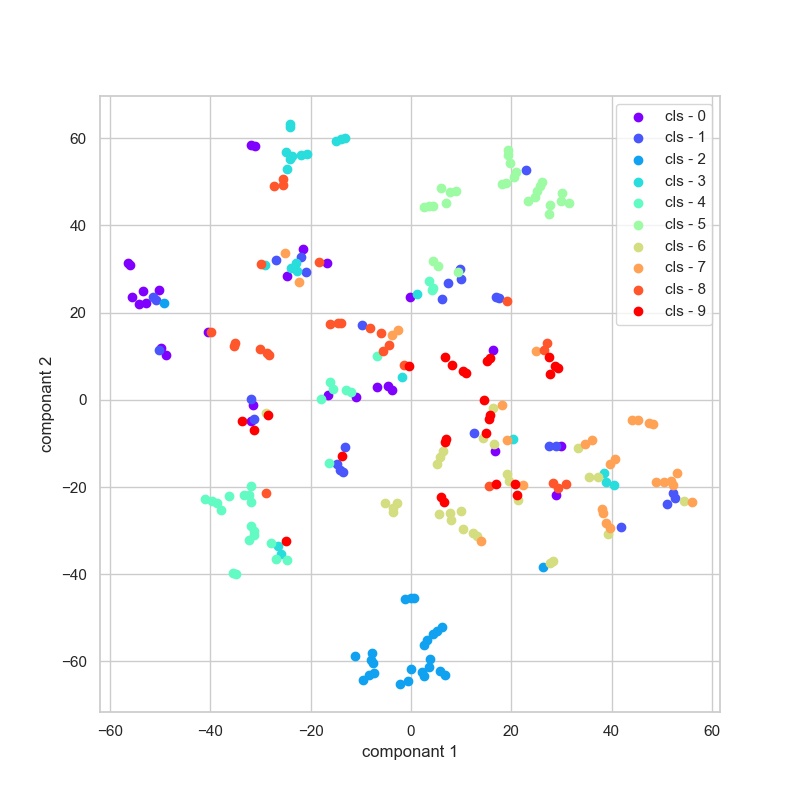 cls - 0
cls - 1
cls - 2
cls - 3
cls - 4
cls - 5
cls - 6
cls - 7
cls - 8
cls - 9
60
40
20
0
−20
−40
−60
componant 2
−60 −40 −20 0 20 40 60
componant 1